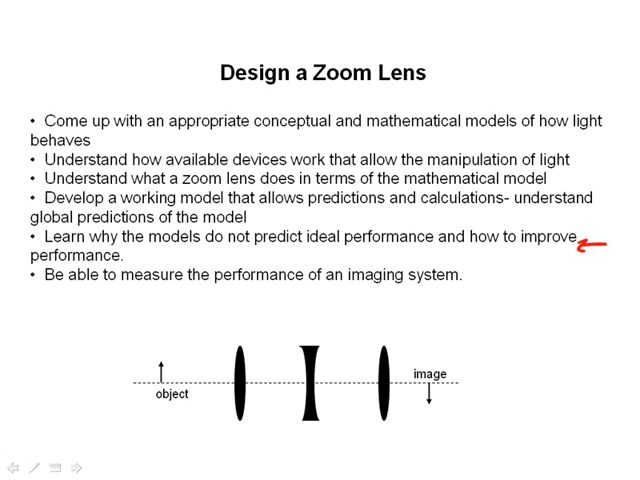 Design a Zoom Lens
• Come up with an appropriate conceptual and mathematical models of how light
behaves
• Understand how available devices work that allow the manipulation of light
• Understand what a zoom lens does in terms of the mathematical model
• Develop a working model that allows predictions and calculations- understand
global predictions of the model
• Learn why the models do not predict ideal performance and how to improve
performance.
• Be able to measure the performance of an imaging system.
image
object